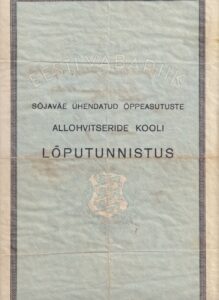 EESTI VABARIIK
SÕJAVÄE ÜHENDATUD ÕPPEASUTUSTE
ALLOHVITSERIDE KOOLI
LÕPUTUNNISTUS